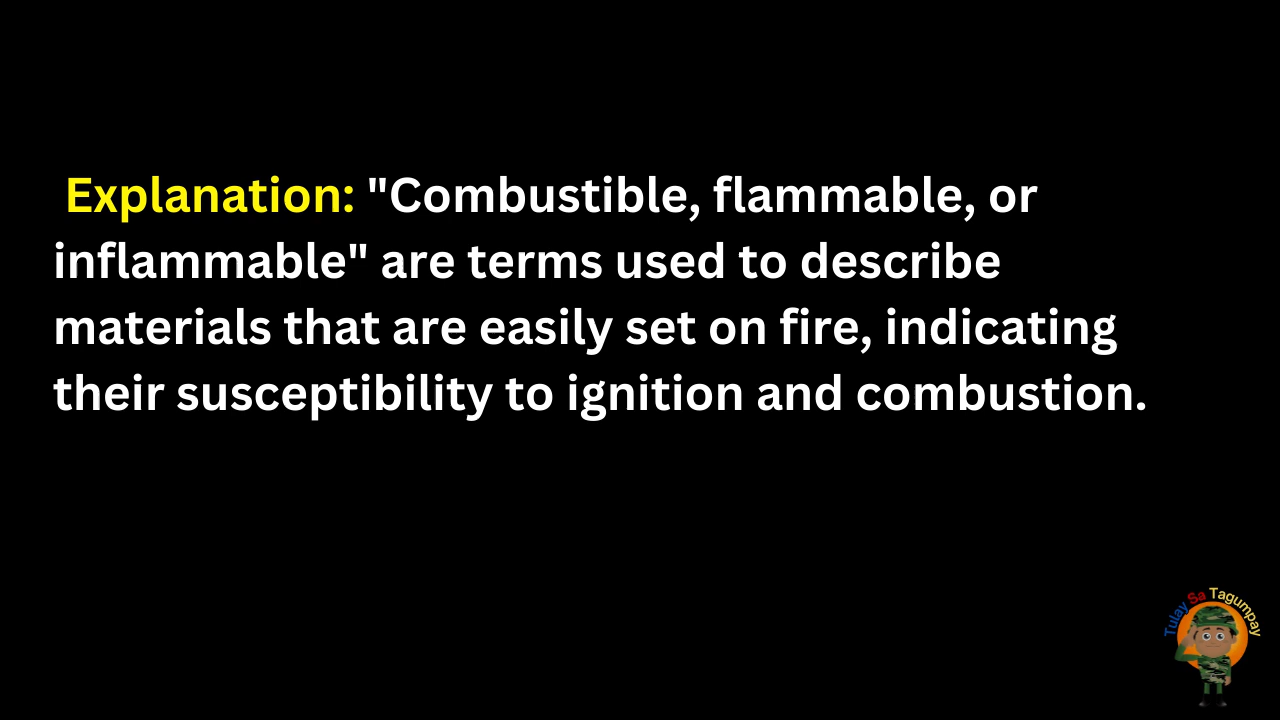 Explanation: "Combustible, flammable, or
inflammable" are terms used to describe
materials that are easily set on fire, indicating
their susceptibility to ignition and combustion.
Tulay Sa Tagumpay